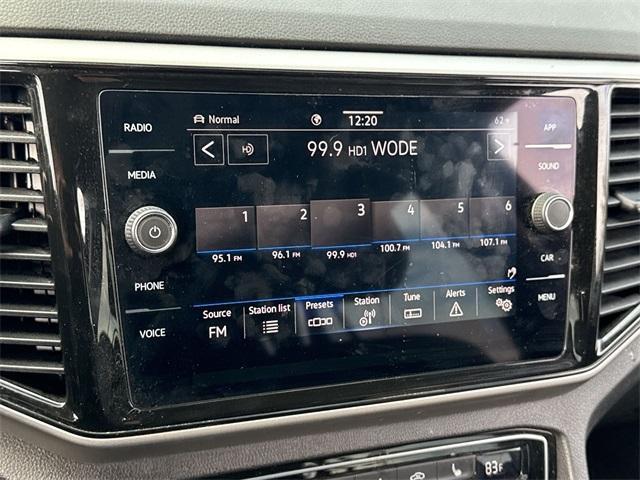 RADIO
MEDIA
PHONE
VOICE
Normal 12:20 62°F
HD 99.9 HD1 WODE
1 2 3 4 5 6
95.1 FM 96.1 FM 99.9 HD1 100.7 FM 104.1 FM 107.1 FM
Source Station list Presets Station Tune Alerts Settings
FM
APP
SOUND
CAR
MENU
83 F